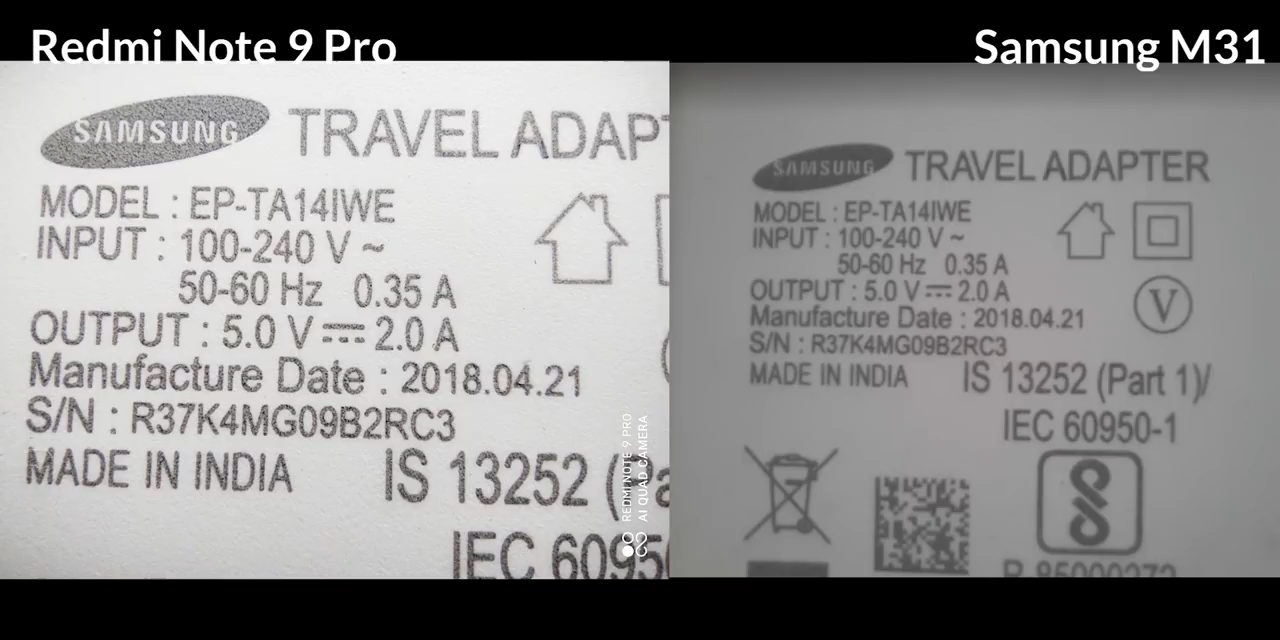 Redmi Note 9 Pro
Samsung M31
SAMSUNG TRAVEL ADAPT
MODEL : EP-TA14IWE
INPUT : 100-240 V ~
50-60 Hz 0.35 A
OUTPUT : 5.0 V⎓2.0 A
Manufacture Date : 2018.04.21
S/N : R37K4MG09B2RC3
MADE IN INDIA IS 13252 (
IEC 6095
REDMI NOTE 9 PRO
AI QUAD CAMERA
SAMSUNG TRAVEL ADAPTER
MODEL : EP-TA14IWE
INPUT : 100-240 V ~
50-60 Hz 0.35 A
OUTPUT : 5.0 V⎓2.0 A
V
Manufacture Date : 2018.04.21
S/N : R37K4MG09B2RC3
MADE IN INDIA IS 13252 (Part 1)/
IEC 60950-1